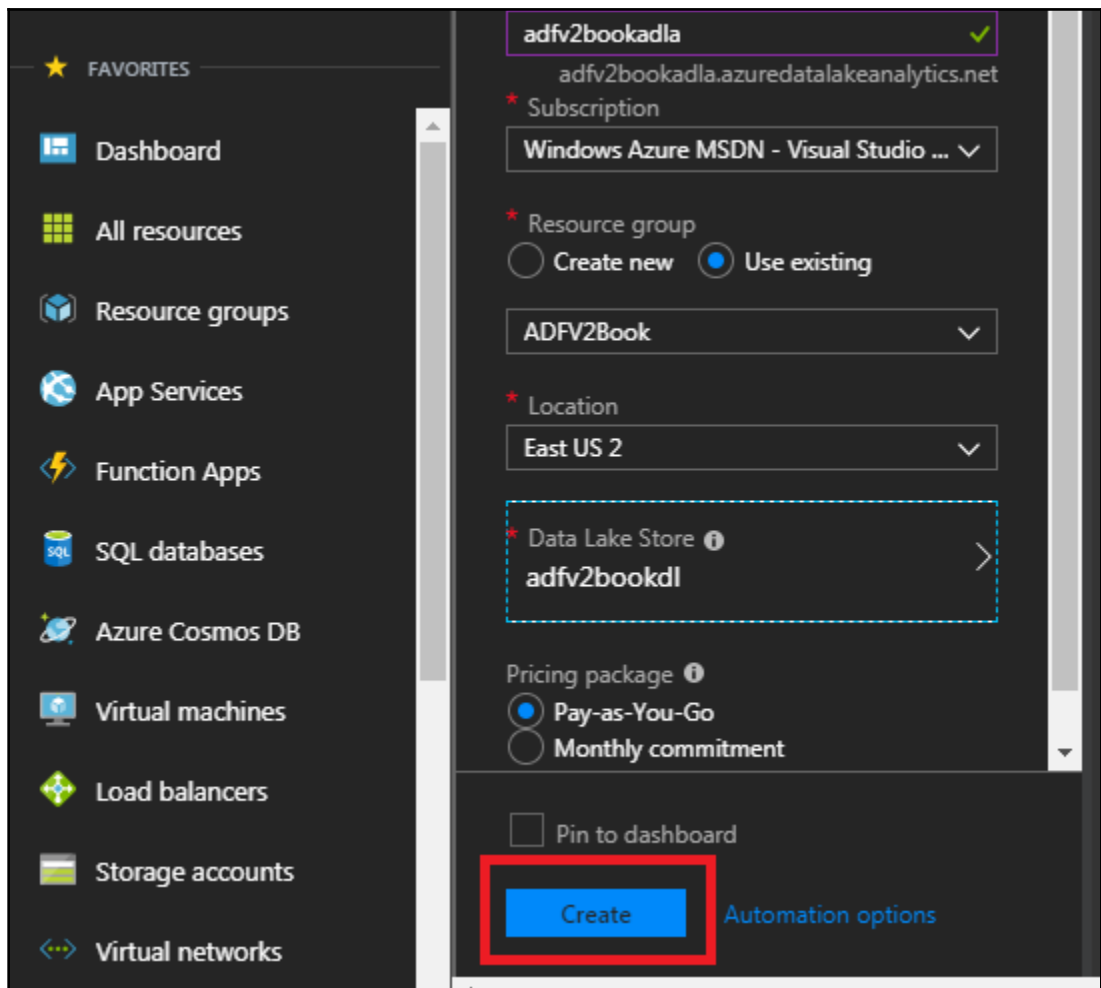 FAVORITES
Dashboard
All resources
Resource groups
App Services
Function Apps
SQL
SQL databases
Azure Cosmos DB
Virtual machines
Load balancers
Storage accounts
Virtual networks
adfv2bookadla
adfv2bookadla.azuredatalakeanalytics.net
* Subscription
Windows Azure MSDN - Visual Studio ...
* Resource group
Create new Use existing
ADFV2Book
* Location
East US 2
* Data Lake Store
adfv2bookdl
Pricing package
Pay-as-You-Go
Monthly commitment
Pin to dashboard
Create Automation options